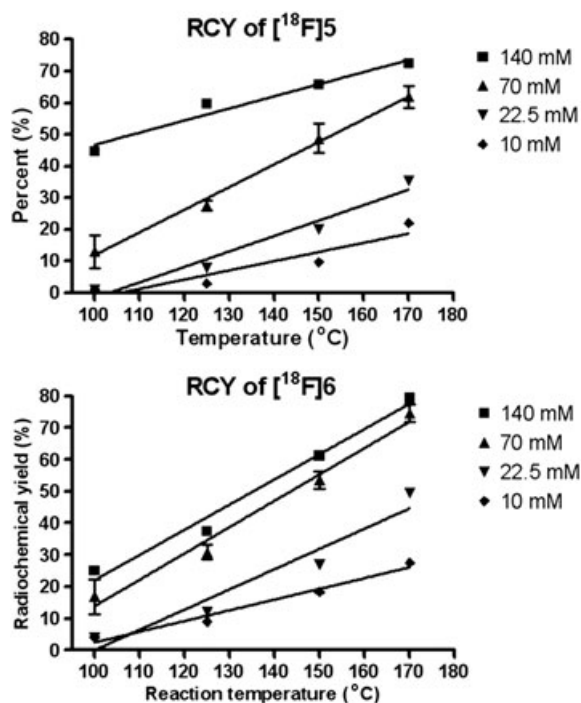 RCY of [¹⁸F]5
Percent (%)
80
70
60
50
40
30
20
10
0
100 110 120 130 140 150 160 170 180
Temperature (°C)
140 mM
70 mM
22.5 mM
10 mM
RCY of [¹⁸F]6
Radiochemical yield (%)
80
70
60
50
40
30
20
10
0
100 110 120 130 140 150 160 170 180
Reaction temperature (°C)
140 mM
70 mM
22.5 mM
10 mM